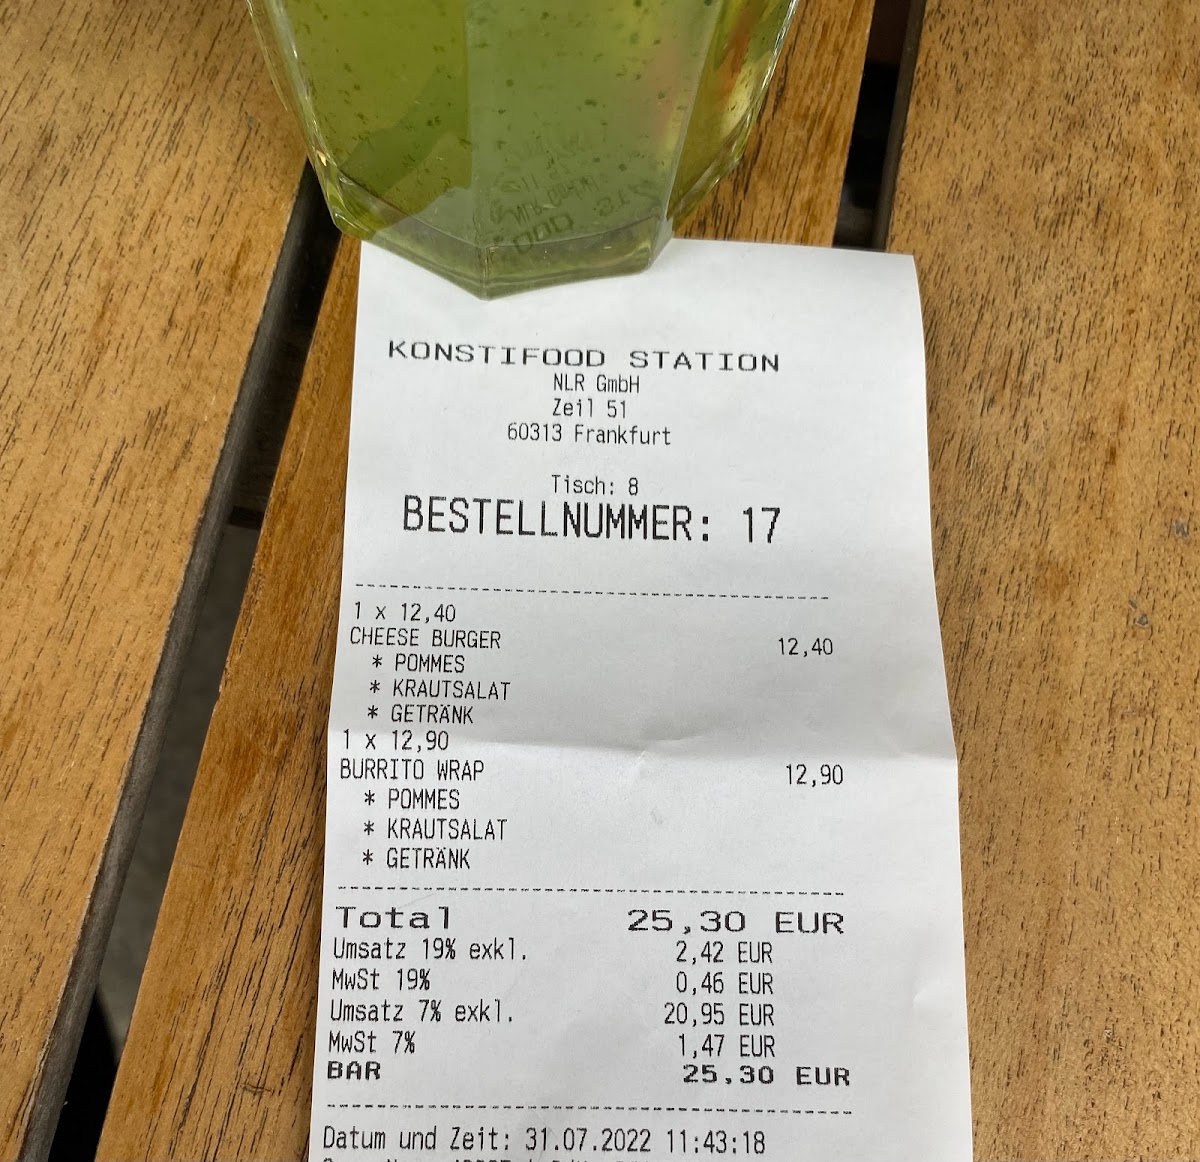 KONSTIFOOD STATION
NLR GmbH
Zeil 51
60313 Frankfurt
Tisch: 8
BESTELLNUMMER: 17
1 x 12,40
CHEESE BURGER 12,40
* POMMES
* KRAUTSALAT
* GETRÄNK
1 x 12,90
BURRITO WRAP 12,90
* POMMES
* KRAUTSALAT
* GETRÄNK
Total 25,30 EUR
Umsatz 19% exkl. 2,42 EUR
MwSt 19% 0,46 EUR
Umsatz 7% exkl. 20,95 EUR
MwSt 7% 1,47 EUR
BAR 25,30 EUR
Datum und Zeit: 31.07.2022 11:43:18